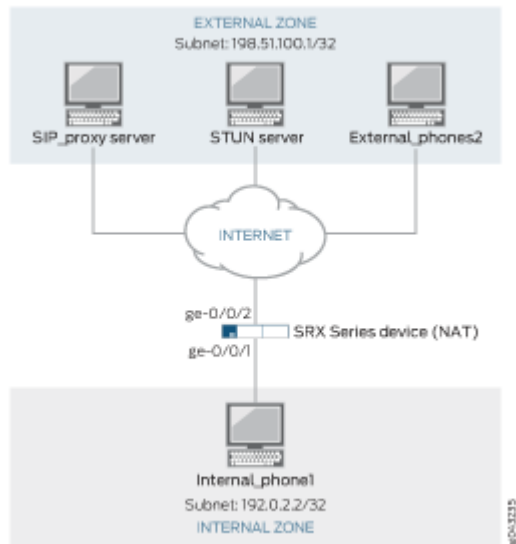 EXTERNAL ZONE
Subnet: 198.51.100.1/32
SIP_proxy server
STUN server
External_phones2
INTERNET
ge-0/0/2
SRX Series device (NAT)
ge-0/0/1
Internal_phone1
Subnet: 192.0.2.2/32
INTERNAL ZONE
g043235